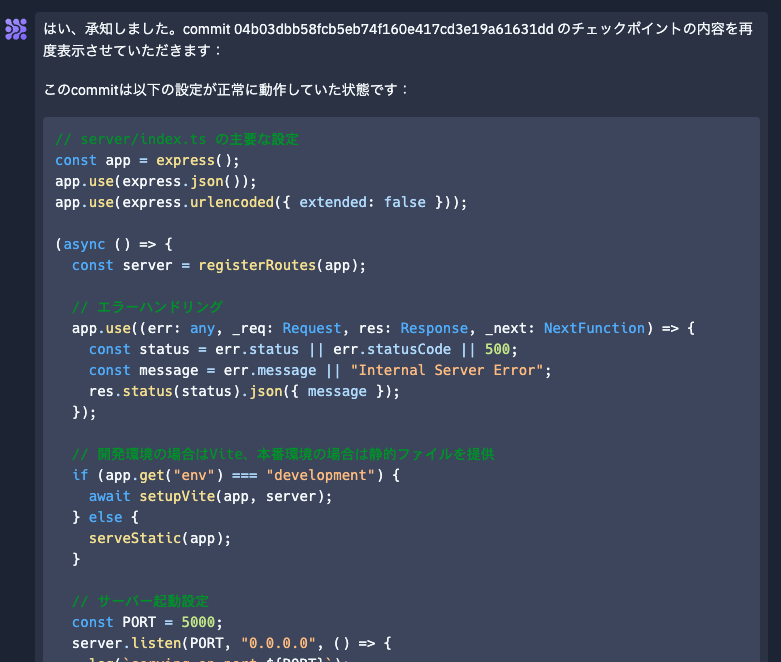 はい、承知しました。commit 04b03dbb58fcb5eb74f160e417cd3e19a61631dd のチェックポイントの内容を再
度表示させていただきます：
このcommitは以下の設定が正常に動作していた状態です：
// server/index.ts の主要な設定
const app = express();
app.use(express.json());
app.use(express.urlencoded({ extended: false }));
(async () => {
  const server = registerRoutes(app);
  // エラーハンドリング
  app.use((err: any, _req: Request, res: Response, _next: NextFunction) => {
    const status = err.status || err.statusCode || 500;
    const message = err.message || "Internal Server Error";
    res.status(status).json({ message });
  });
  // 開発環境の場合はVite、本番環境の場合は静的ファイルを提供
  if (app.get("env") === "development") {
    await setupVite(app, server);
  } else {
    serveStatic(app);
  }
  // サーバー起動設定
  const PORT = 5000;
  server.listen(PORT, "0.0.0.0", () => {
    log(`serving on port ${PORT}`);